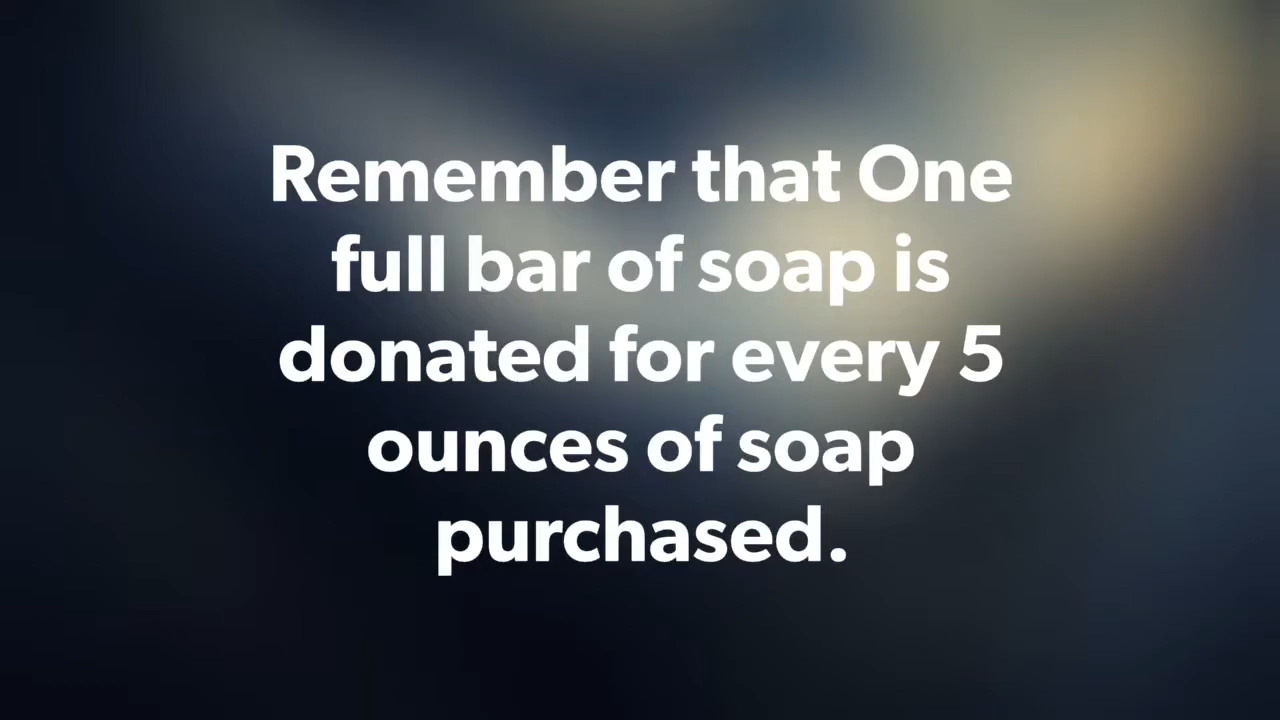 Remember that One
full bar of soap is
donated for every 5
ounces of soap
purchased.